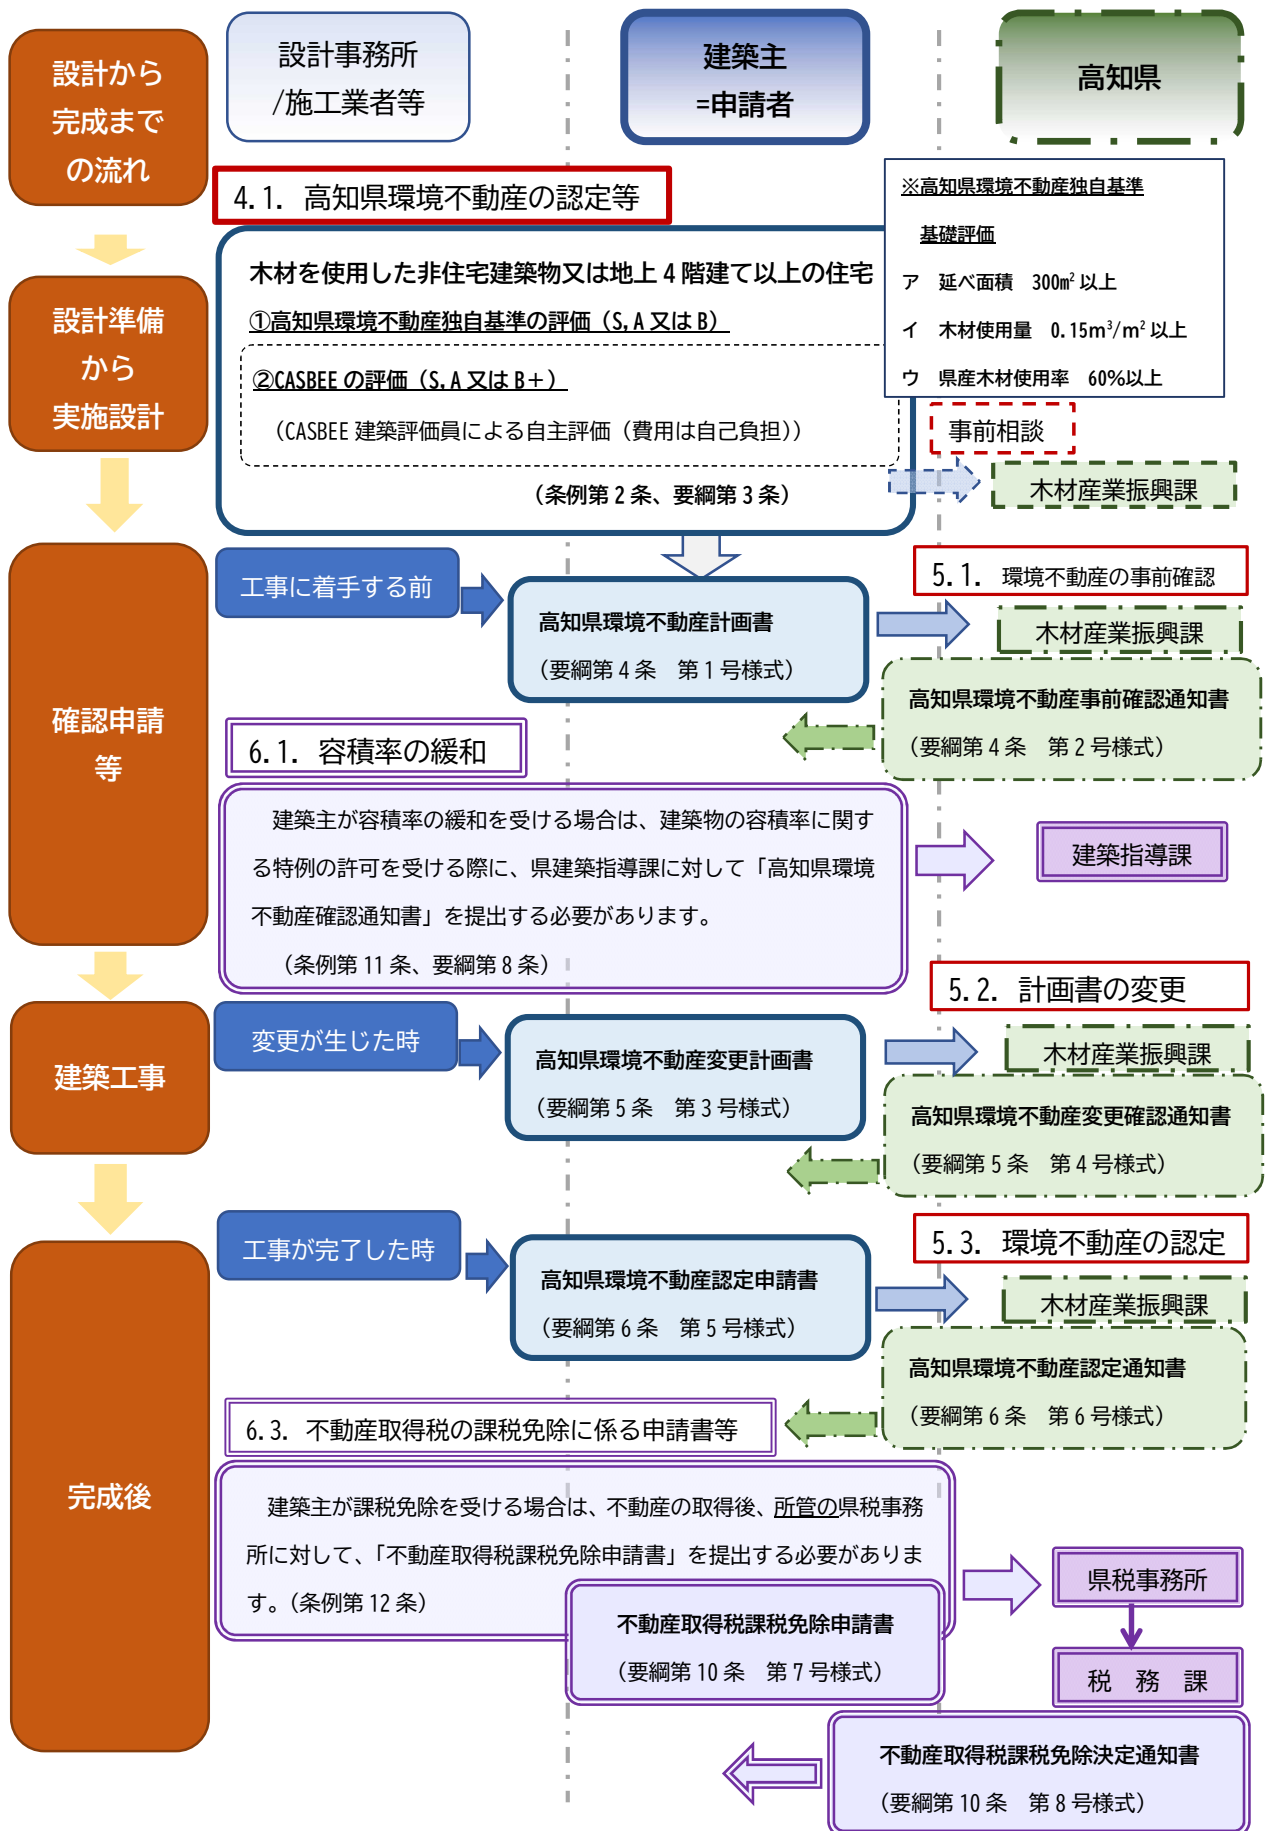 設計から
完成まで
の流れ
設計事務所
/施工業者等
建築主
=申請者
高知県
4.1. 高知県環境不動産の認定等
※高知県環境不動産独自基準
基礎評価
ア 延べ面積 300㎡以上
イ 木材使用量 0.15m³/m²以上
ウ 県産木材使用率 60%以上
設計準備
から
実施設計
木材を使用した非住宅建築物又は地上4階建て以上の住宅
①高知県環境不動産独自基準の評価（S,A又はB）
②CASBEEの評価（S,A又はB＋）
（CASBEE建築評価員による自主評価（費用は自己負担））
（条例第2条、要綱第3条）
事前相談
木材産業振興課
確認申請
等
工事に着手する前
高知県環境不動産計画書
（要綱第4条 第1号様式）
5.1. 環境不動産の事前確認
木材産業振興課
高知県環境不動産事前確認通知書
（要綱第4条 第2号様式）
6.1. 容積率の緩和
建築主が容積率の緩和を受ける場合は、建築物の容積率に関す
る特例の許可を受ける際に、県建築指導課に対して「高知県環境
不動産確認通知書」を提出する必要があります。
（条例第11条、要綱第8条）
建築指導課
建築工事
変更が生じた時
高知県環境不動産変更計画書
（要綱第5条 第3号様式）
5.2. 計画書の変更
木材産業振興課
高知県環境不動産変更確認通知書
（要綱第5条 第4号様式）
完成後
工事が完了した時
高知県環境不動産認定申請書
（要綱第6条 第5号様式）
5.3. 環境不動産の認定
木材産業振興課
高知県環境不動産認定通知書
（要綱第6条 第6号様式）
6.3. 不動産取得税の課税免除に係る申請書等
建築主が課税免除を受ける場合は、不動産の取得後、所管の県税事務
所に対して、「不動産取得税課税免除申請書」を提出する必要がありま
す。（条例第12条）
不動産取得税課税免除申請書
（要綱第10条 第7号様式）
県税事務所
税 務 課
不動産取得税課税免除決定通知書
（要綱第10条 第8号様式）